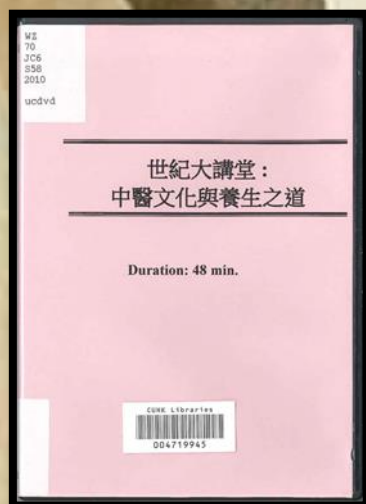 WZ
70
JC6
S58
2010
ucdvd
世紀大講堂：
中醫文化與養生之道
Duration: 48 min.
CUHK Libraries
004719945